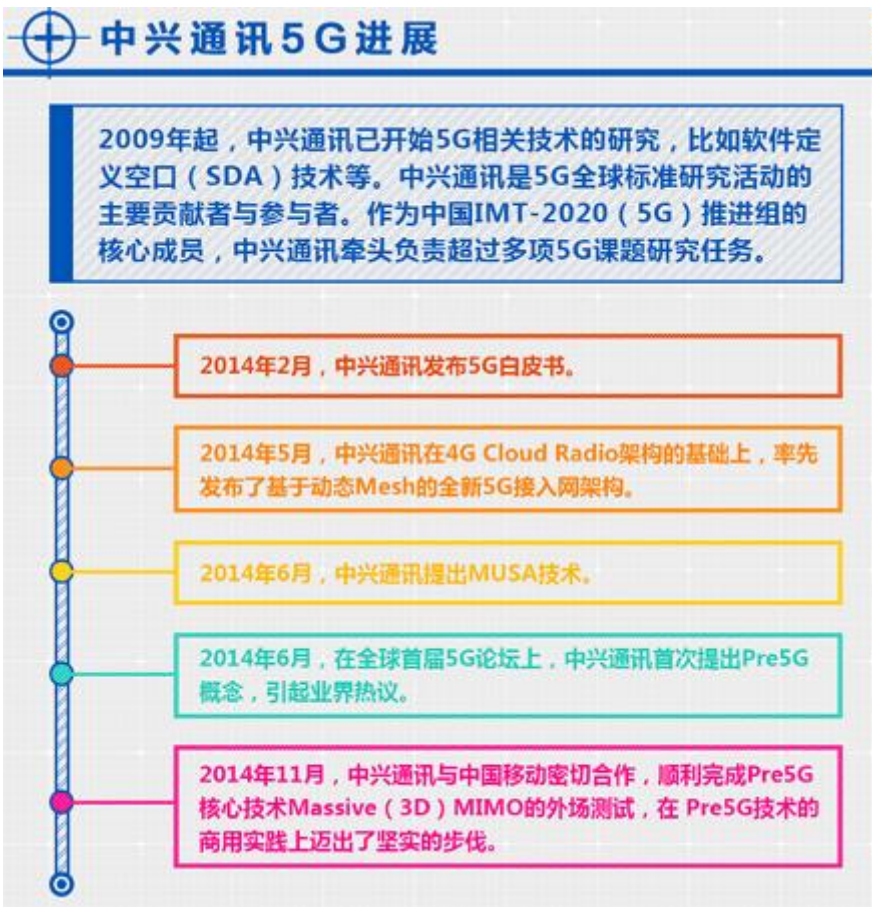 中兴通讯5G进展
2009年起，中兴通讯已开始5G相关技术的研究，比如软件定
义空口（SDA）技术等。中兴通讯是5G全球标准研究活动的
主要贡献者与参与者。作为中国IMT-2020（5G）推进组的
核心成员，中兴通讯牵头负责超过多项5G课题研究任务。
2014年2月，中兴通讯发布5G白皮书。
2014年5月，中兴通讯在4G Cloud Radio架构的基础上，率先
发布了基于动态Mesh的全新5G接入网架构。
2014年6月，中兴通讯提出MUSA技术。
2014年6月，在全球首届5G论坛上，中兴通讯首次提出Pre5G
概念，引起业界热议。
2014年11月，中兴通讯与中国移动密切合作，顺利完成Pre5G
核心技术Massive（3D）MIMO的外场测试，在 Pre5G技术的
商用实践上迈出了坚实的步伐。